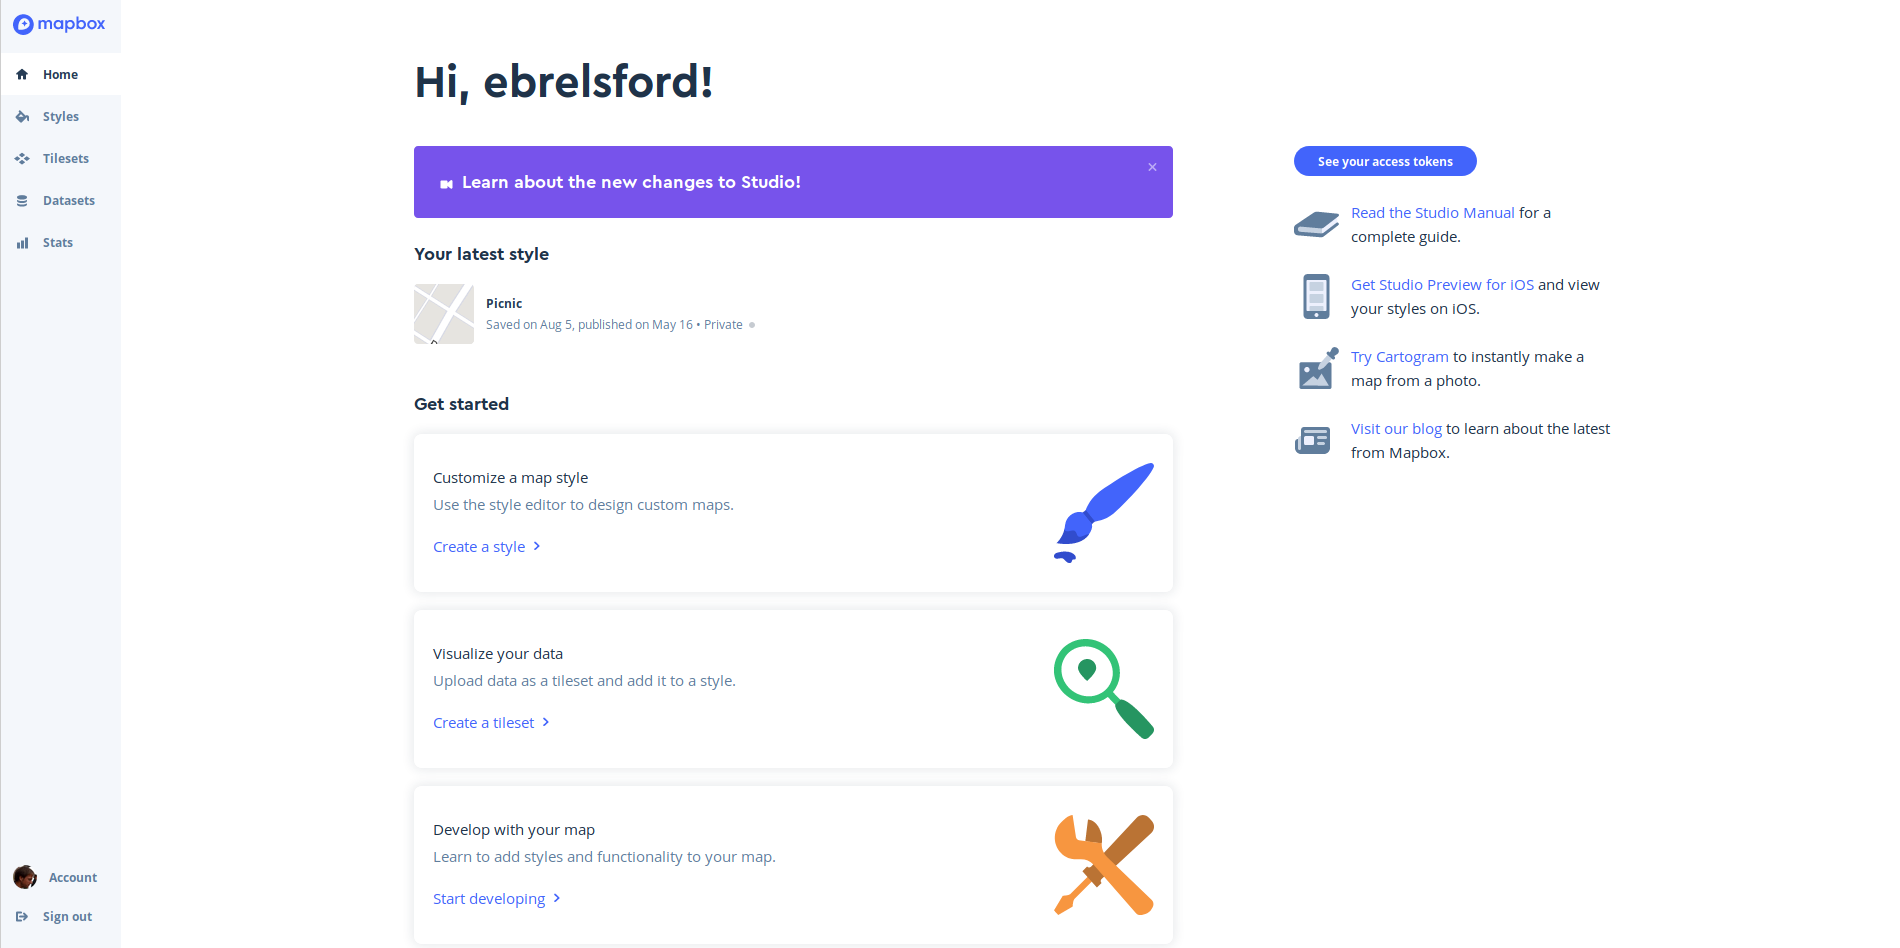 mapbox
Home
Styles
Tilesets
Datasets
Stats
Account
Sign out
Hi, ebrelsford!
Learn about the new changes to Studio!
×
Your latest style
Picnic
Saved on Aug 5, published on May 16 • Private
Get started
Customize a map style
Use the style editor to design custom maps.
Create a style
Visualize your data
Upload data as a tileset and add it to a style.
Create a tileset
Develop with your map
Learn to add styles and functionality to your map.
Start developing
See your access tokens
Read the Studio Manual for a
complete guide.
Get Studio Preview for iOS and view
your styles on iOS.
Try Cartogram to instantly make a
map from a photo.
Visit our blog to learn about the latest
from Mapbox.